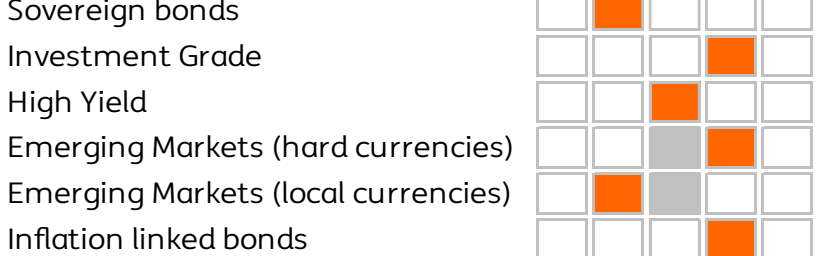 Sovereign bonds
Investment Grade
High Yield
Emerging Markets (hard currencies)
Emerging Markets (local currencies)
Inflation linked bonds